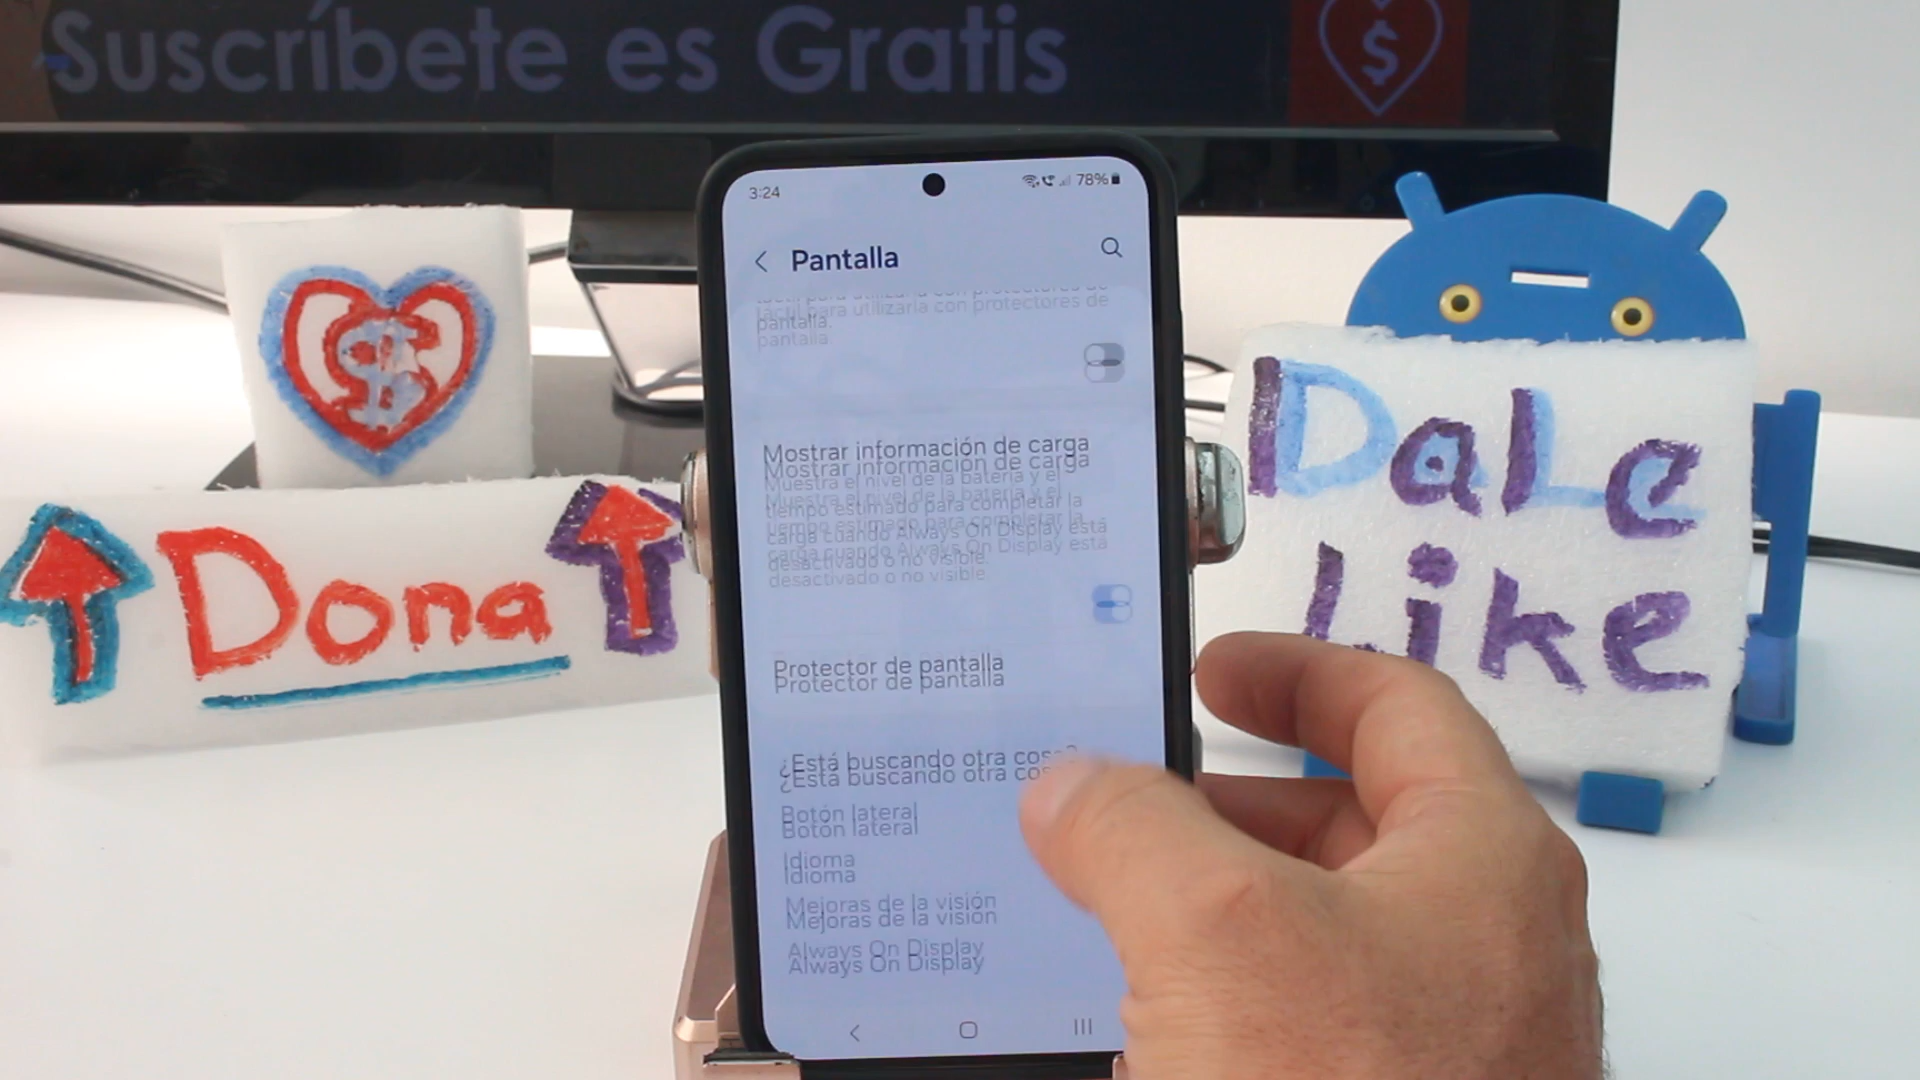 Suscríbete es Gratis
$
3:24
78%
Pantalla
táctil para utilizarla con protectores de
pantalla.
Mostrar información de carga
Muestra el nivel de la batería y el
tiempo estimado para completar la
carga cuando Always On Display está
desactivado o no visible.
Protector de pantalla
¿Está buscando otra cosa?
Botón lateral
Idioma
Mejoras de la visión
Always On Display
$
Dona
DaLe
Like